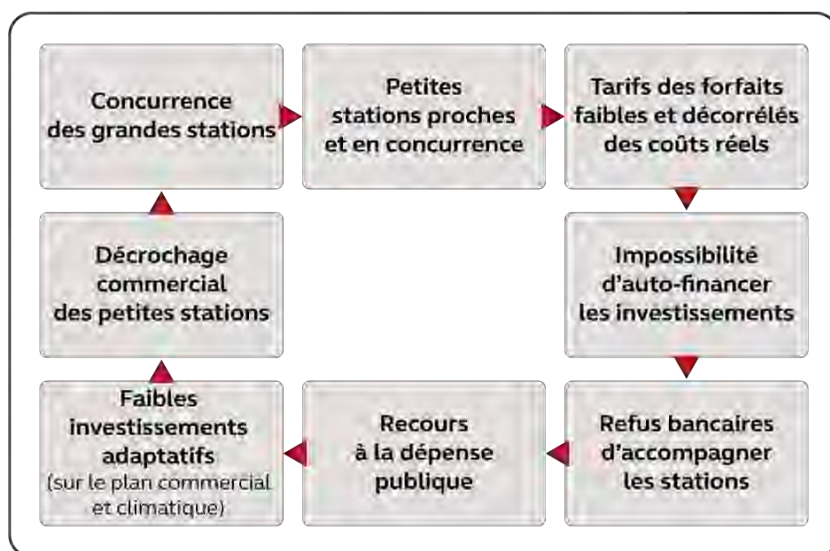 Concurrence
des grandes stations
Petites
stations proches
et en concurrence
Tarifs des forfaits
faibles et décorrélés
des coûts réels
Impossibilité
d'auto-financer
les investissements
Refus bancaires
d'accompagner
les stations
Recours
à la dépense
publique
Faibles
investissements
adaptatifs
(sur le plan commercial
et climatique)
Décrochage
commercial
des petites stations